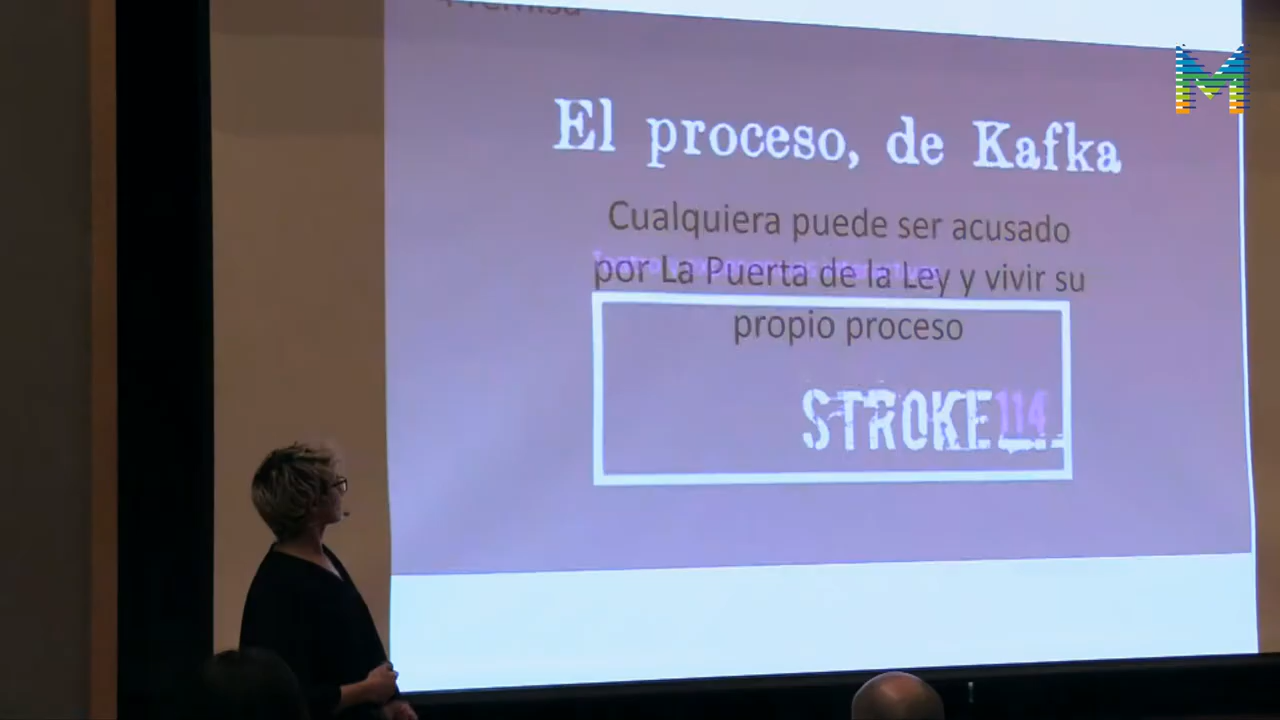 Premisa
El proceso, de Kafka
Cualquiera puede ser acusado
por La Puerta de la Ley y vivir su
propio proceso
STROKE114
M